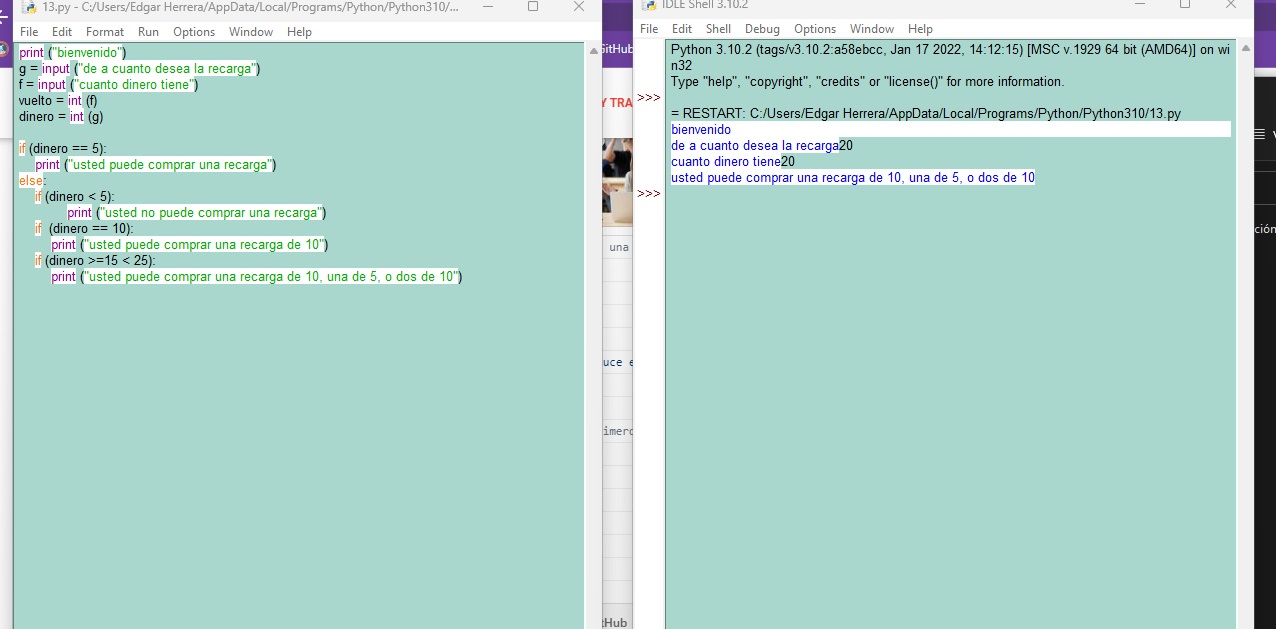 13.py - C:/Users/Edgar Herrera/AppData/Local/Programs/Python/Python310/...
File Edit Format Run Options Window Help
print ("bienvenido")
g = input ("de a cuanto desea la recarga")
f = input ("cuanto dinero tiene")
vuelto = int (f)
dinero = int (g)
if (dinero == 5):
print ("usted puede comprar una recarga")
else:
if (dinero < 5):
print ("usted no puede comprar una recarga")
if (dinero == 10):
print ("usted puede comprar una recarga de 10")
if (dinero >=15 < 25):
print ("usted puede comprar una recarga de 10, una de 5, o dos de 10")
GitHub
Y TRA
una
uce e
imero
tHub
IDLE Shell 3.10.2
File Edit Shell Debug Options Window Help
Python 3.10.2 (tags/v3.10.2:a58ebcc, Jan 17 2022, 14:12:15) [MSC v.1929 64 bit (AMD64)] on wi
n32
Type "help", "copyright", "credits" or "license()" for more information.
>>>
= RESTART: C:/Users/Edgar Herrera/AppData/Local/Programs/Python/Python310/13.py
bienvenido
de a cuanto desea la recarga20
cuanto dinero tiene20
usted puede comprar una recarga de 10, una de 5, o dos de 10
>>>
ción